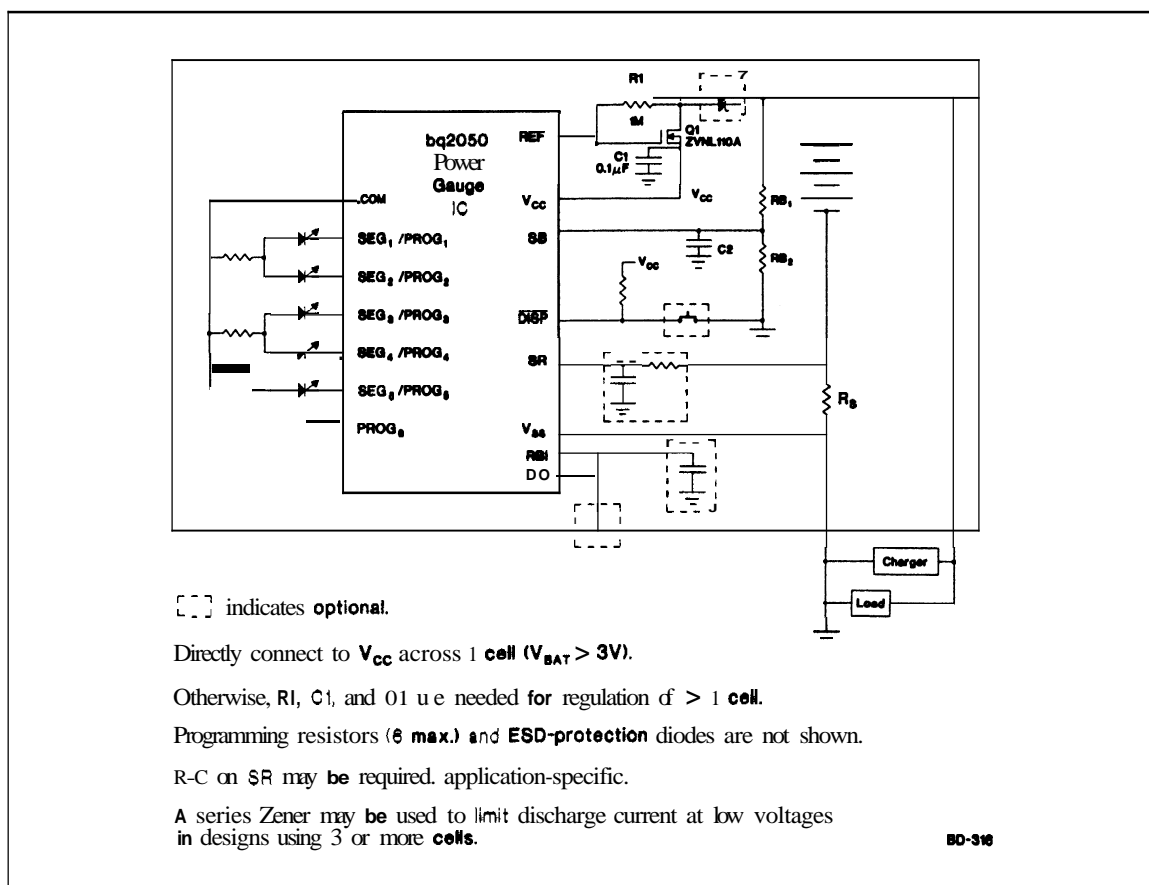 R1
1M
Q1
ZVNL110A
C1
0.1µF
bq2050
Power
Gauge
IC
REF
VCC
VCC
SB
C2
RB1
RB2
VCC
DISP
SR
RS
VSS
RBI
DO
COM
SEG1 /PROG1
SEG2 /PROG2
SEG3 /PROG3
SEG4 /PROG4
SEG5 /PROG5
PROG6
Charger
Load
indicates optional.
Directly connect to VCC across 1 cell (VBAT > 3V).
Otherwise, RI, C1, and 01 u e needed for regulation of > 1 cell.
Programming resistors (6 max.) and ESD-protection diodes are not shown.
R-C on SR may be required. application-specific.
A series Zener may be used to limit discharge current at low voltages
in designs using 3 or more cells.
BD-316